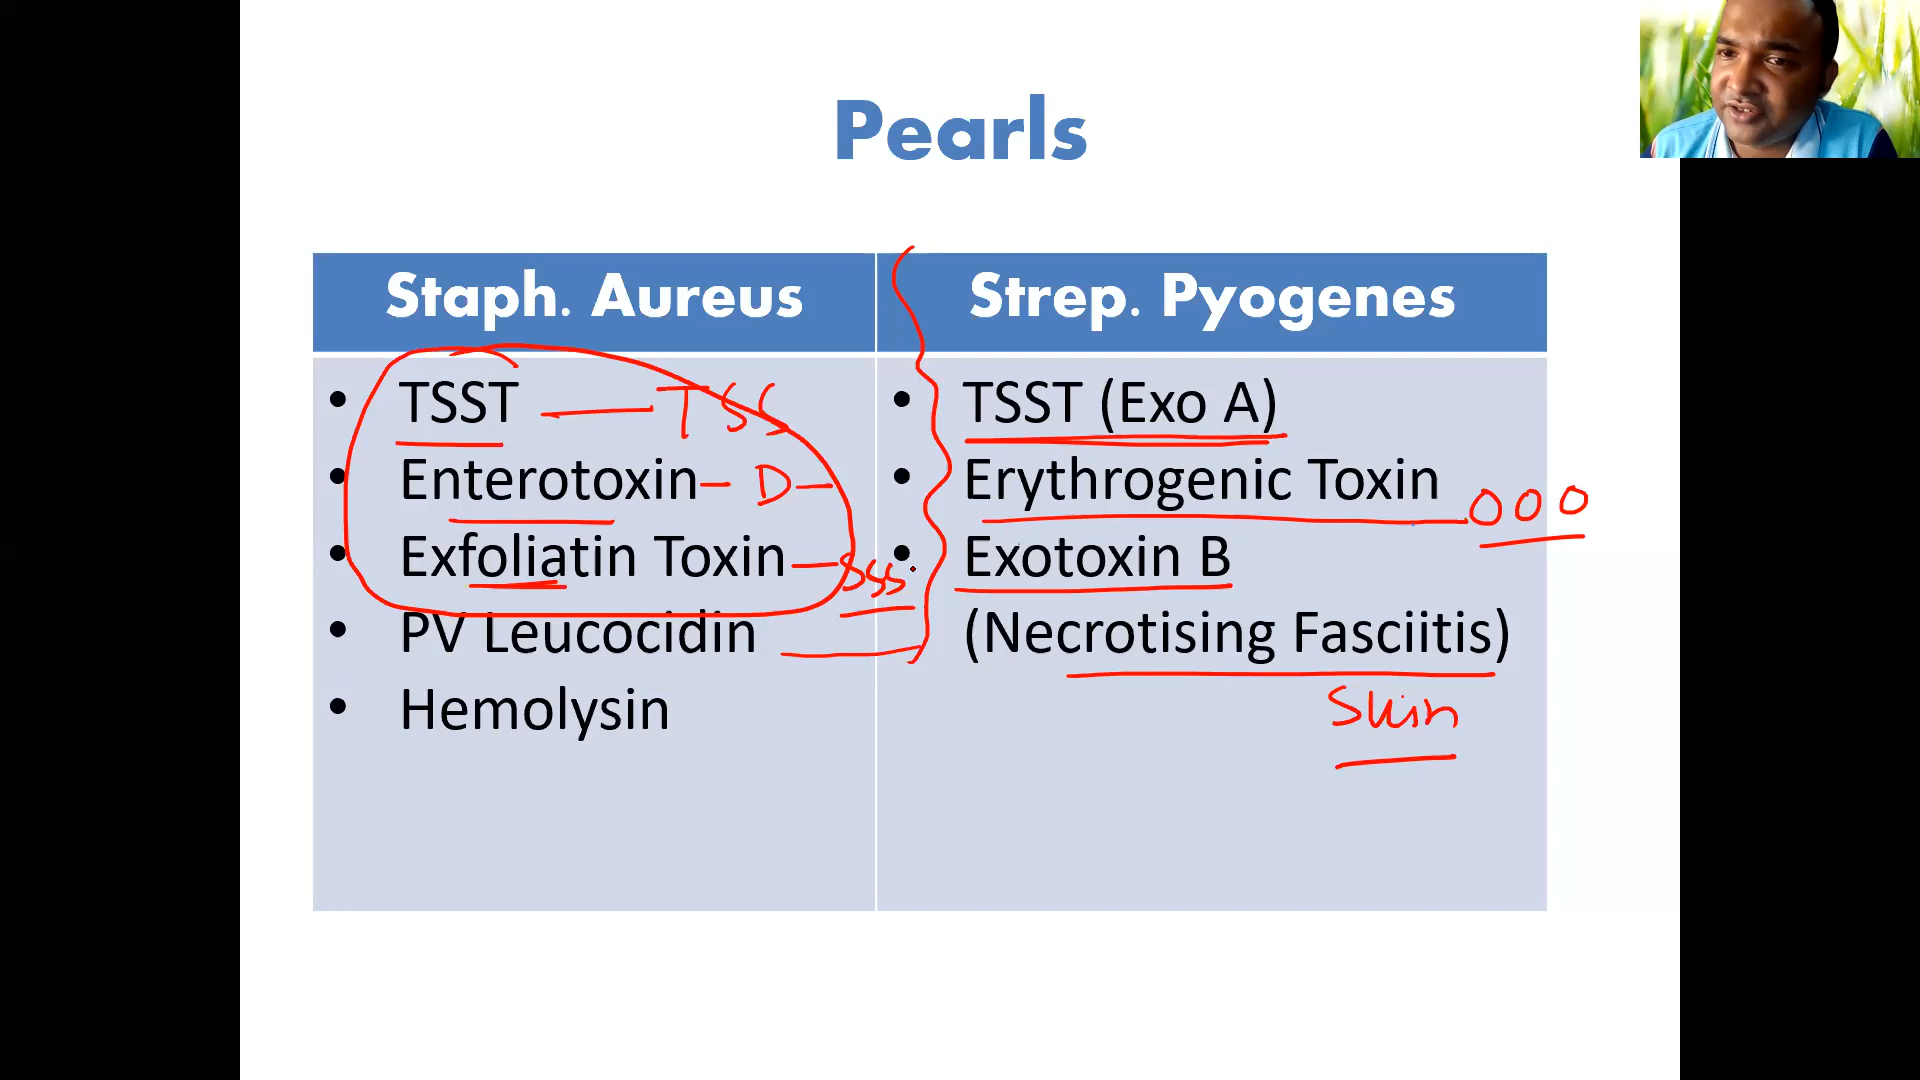 Pearls
Staph. Aureus
Strep. Pyogenes
• TSST — TSS
• Enterotoxin – D –
• Exfoliatin Toxin – SSS
• PV Leucocidin
• Hemolysin
• TSST (Exo A)
• Erythrogenic Toxin 000
• Exotoxin B
(Necrotising Fasciitis)
Skin